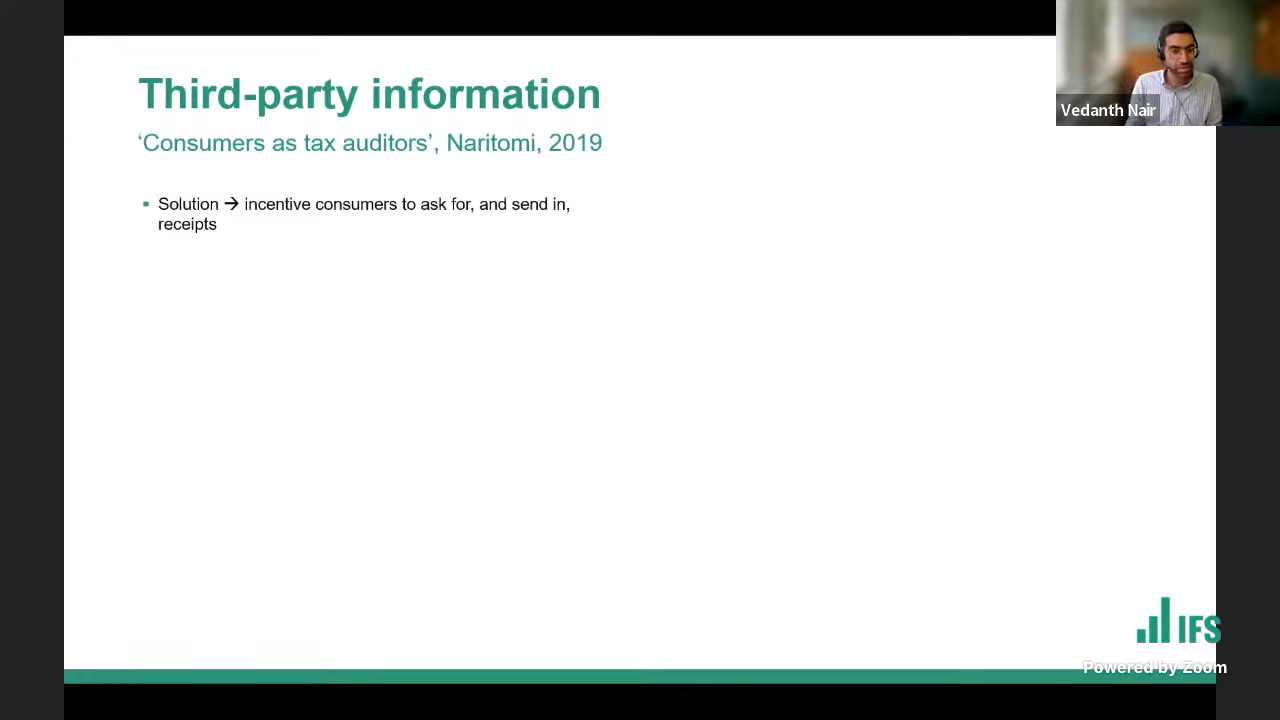 Third-party information
‘Consumers as tax auditors’, Naritomi, 2019
▪ Solution → incentive consumers to ask for, and send in,
receipts
Vedanth Nair
IFS
Powered by Zoom